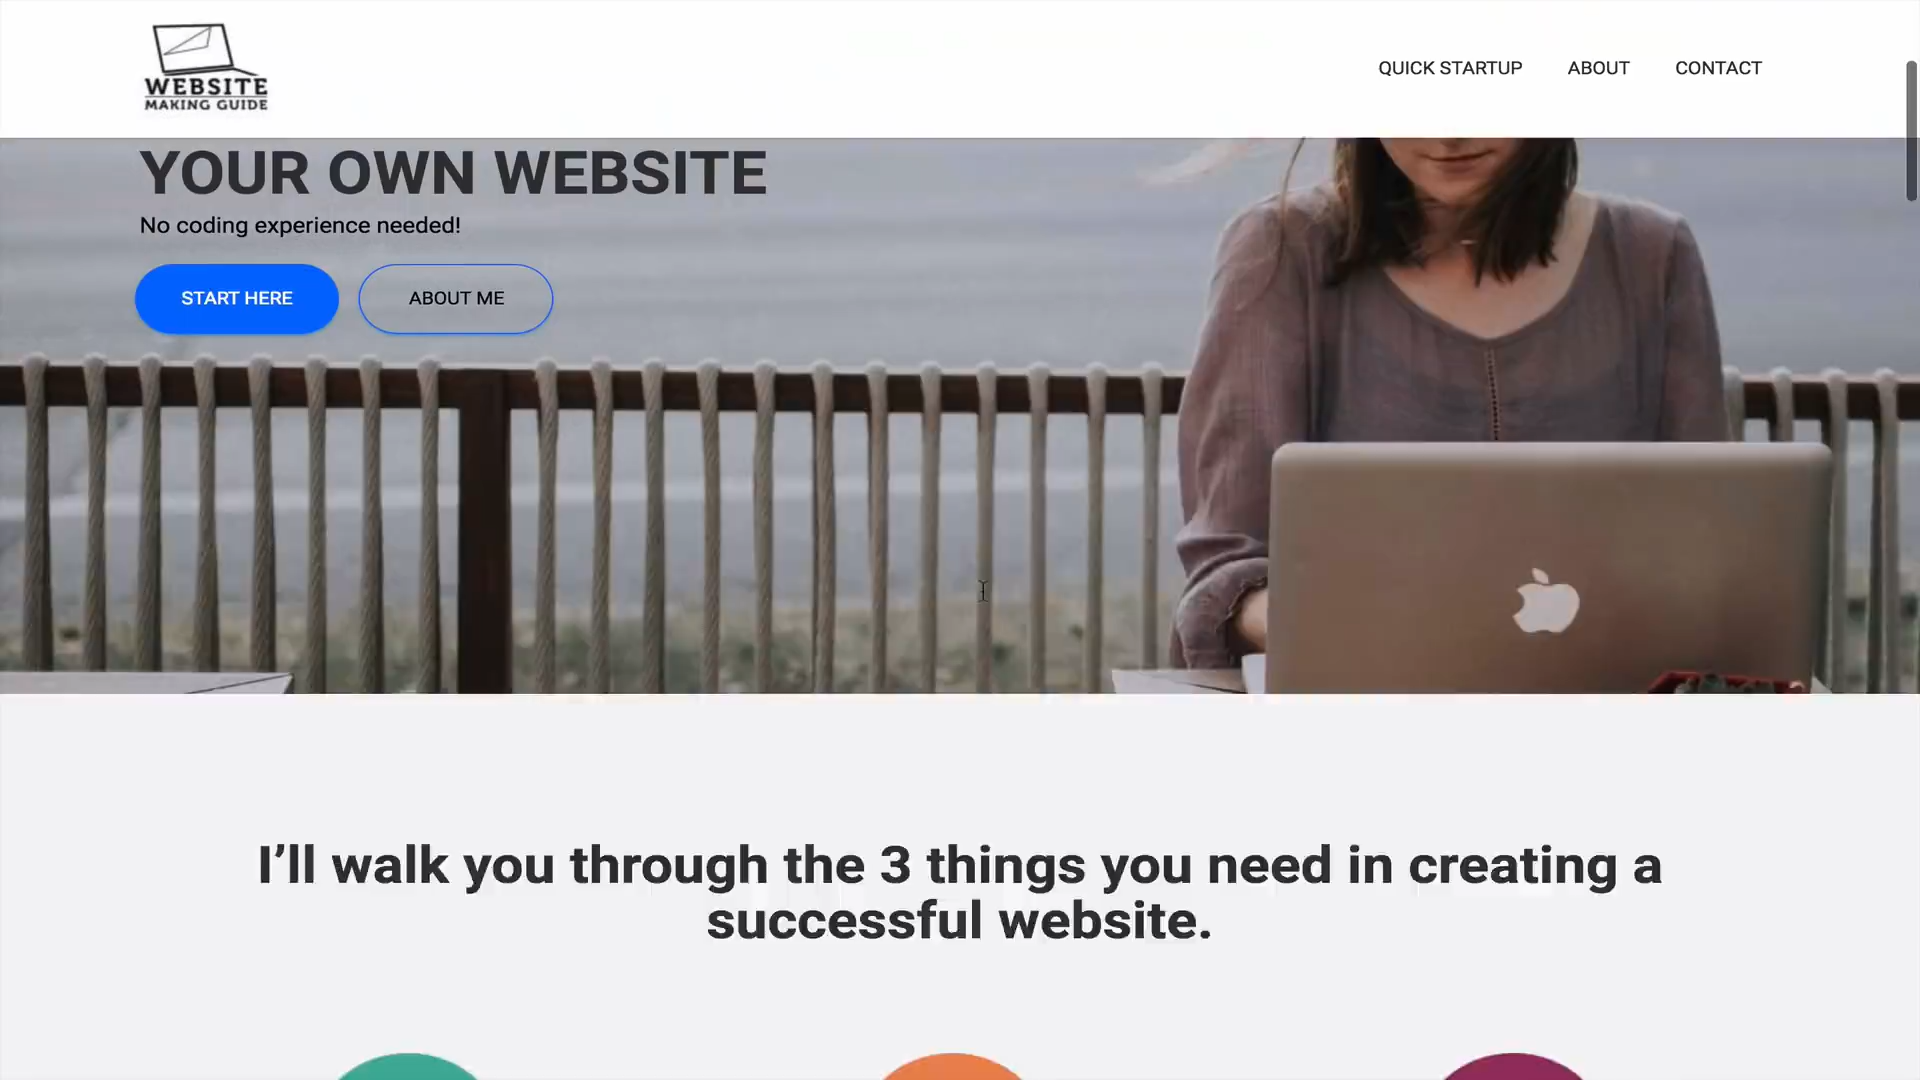 WEBSITE
MAKING GUIDE
QUICK STARTUP
ABOUT
CONTACT
YOUR OWN WEBSITE
No coding experience needed!
START HERE
ABOUT ME
I’ll walk you through the 3 things you need in creating a
successful website.